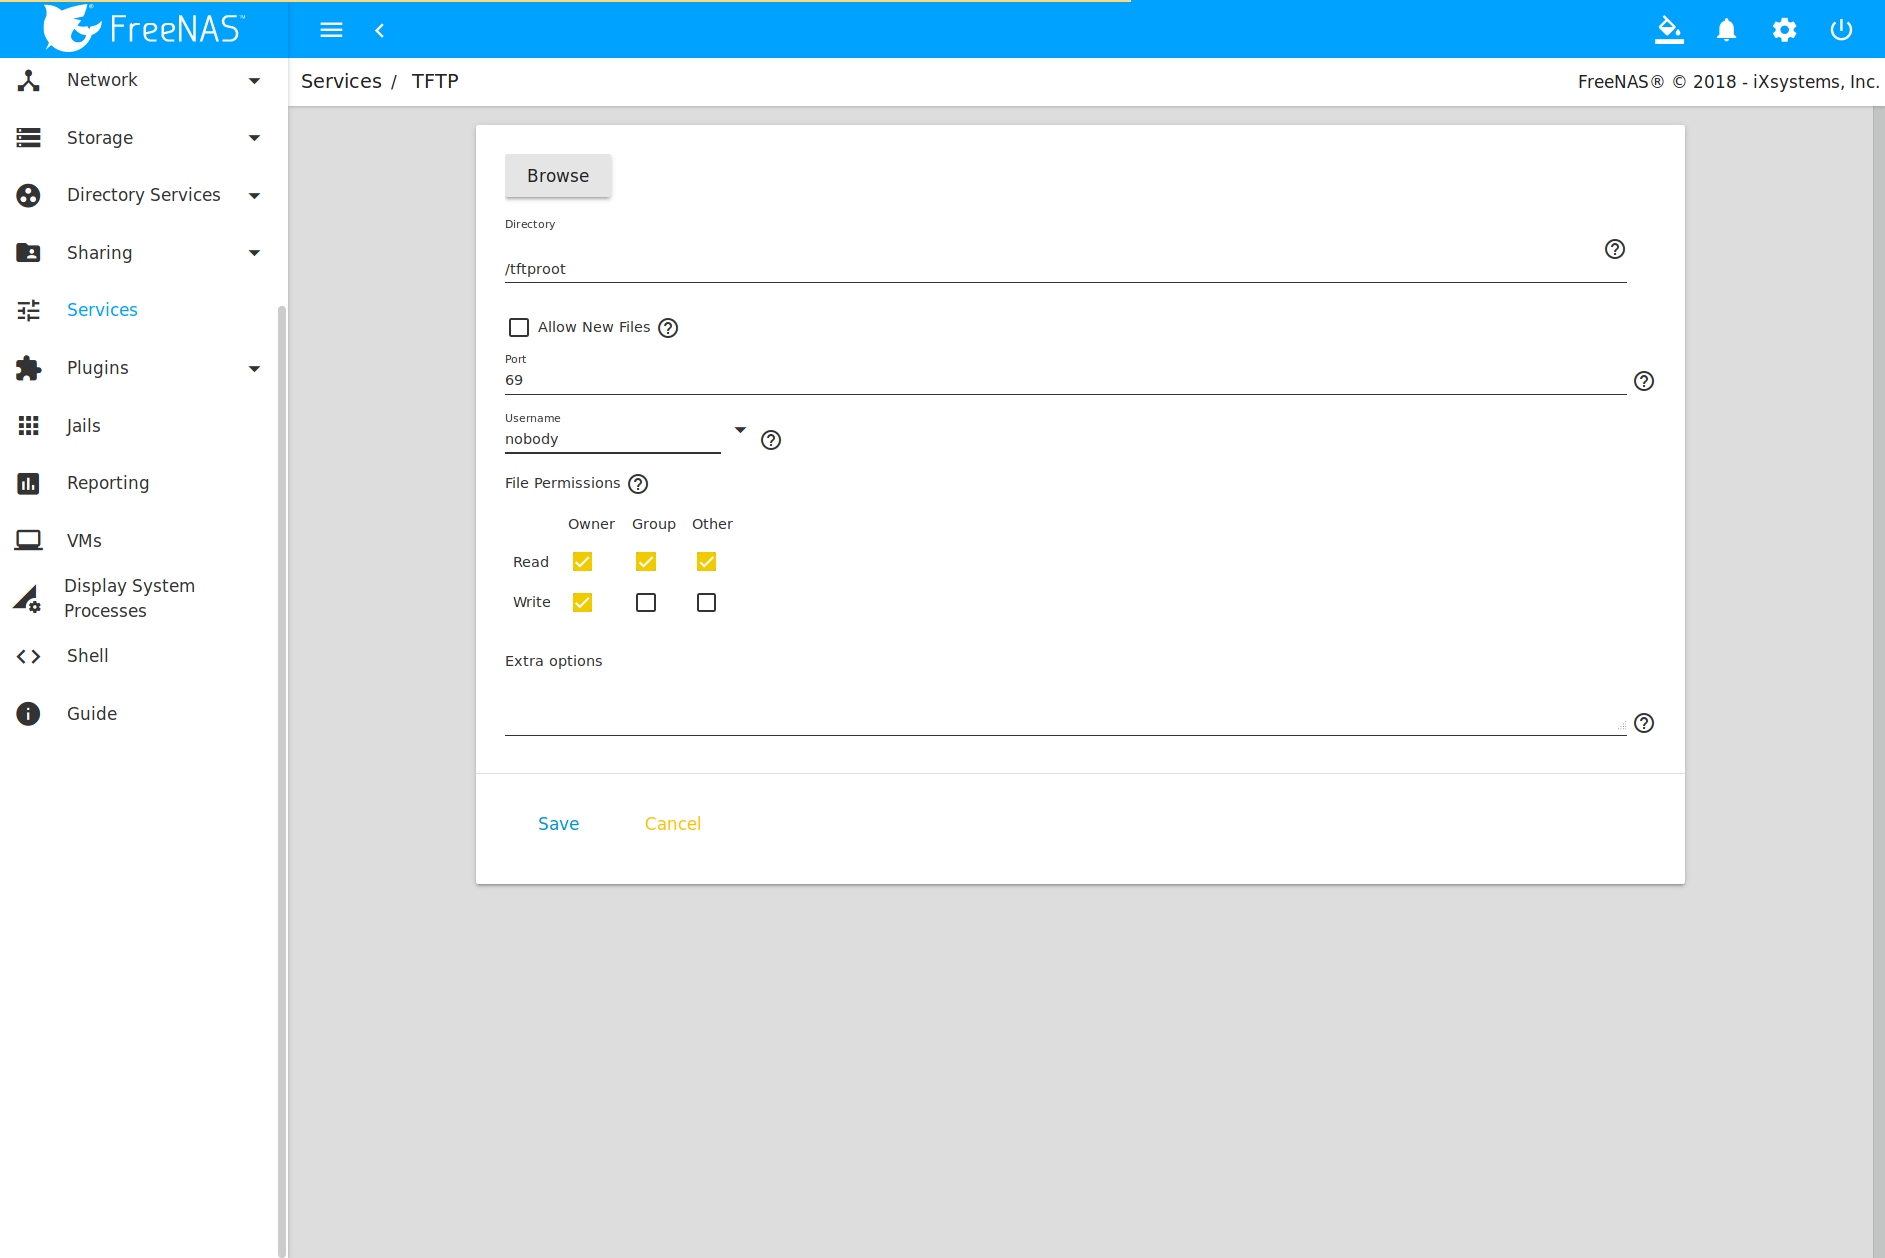 FreeNAS™
Network
Services / TFTP
FreeNAS® © 2018 - iXsystems, Inc.
Storage
Directory Services
Sharing
Services
Plugins
Jails
Reporting
VMs
Display System
Processes
Shell
Guide
Browse
Directory
/tftproot
Allow New Files
Port
69
Username
nobody
File Permissions
Owner Group Other
Read
Write
Extra options
Save Cancel